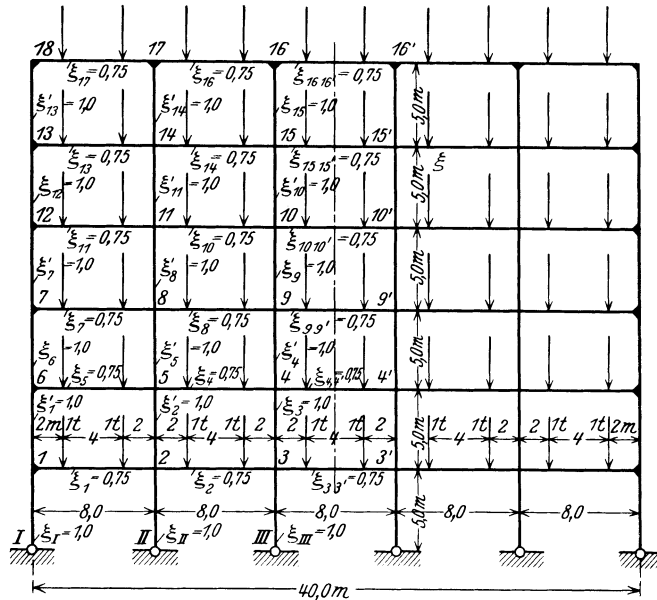 18 17 16 16'
ξ17 = 0,75 ξ16 = 0,75 ξ16 16' = 0,75
ξ'13 = 1,0 ξ'14 = 1,0 ξ15 = 1,0 5,0m
13 14 15 15'
ξ13 = 0,75 ξ14 = 0,75 ξ15 15' = 0,75 ξ
ξ12 = 1,0 ξ'11 = 1,0 ξ'10 = 1,0 5,0m
12 11 10 10'
ξ11 = 0,75 ξ10 = 0,75 ξ10 10' = 0,75
ξ'7 = 1,0 ξ'8 = 1,0 ξ9 = 1,0 5,0m
7 8 9 9'
ξ7 = 0,75 ξ8 = 0,75 ξ9 9' = 0,75
ξ6 = 1,0 ξ'5 = 1,0 ξ'4 = 1,0 5,0m
6 ξ5 = 0,75 5 ξ4 = 0,75 4 ξ4,4' = 0,75 4'
ξ'1 = 1,0 ξ'2 = 1,0 ξ3 = 1,0 5,0m
2m 1t 1t 2 2 1t 1t 2 2 1t 1t 2 1t 1t 2 2 1t 1t 2m
4 4 4 4 4
1 2 3 3'
ξ1 = 0,75 ξ2 = 0,75 ξ3 3' = 0,75
8,0 8,0 8,0 5,0m 8,0 8,0
I ξI = 1,0 II ξII = 1,0 III ξIII = 1,0
40,0m